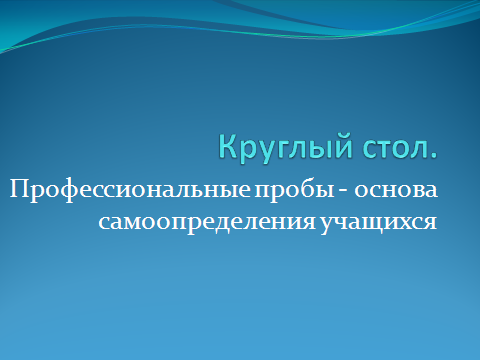 Круглый стол.
Профессиональные пробы - основа
самоопределения учащихся